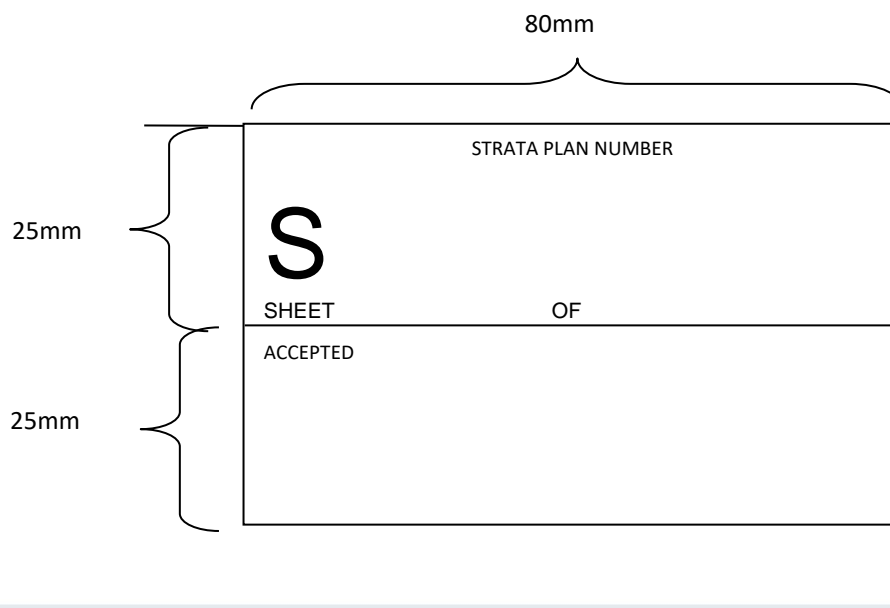 80mm
STRATA PLAN NUMBER
25mm
S
SHEET OF
ACCEPTED
25mm